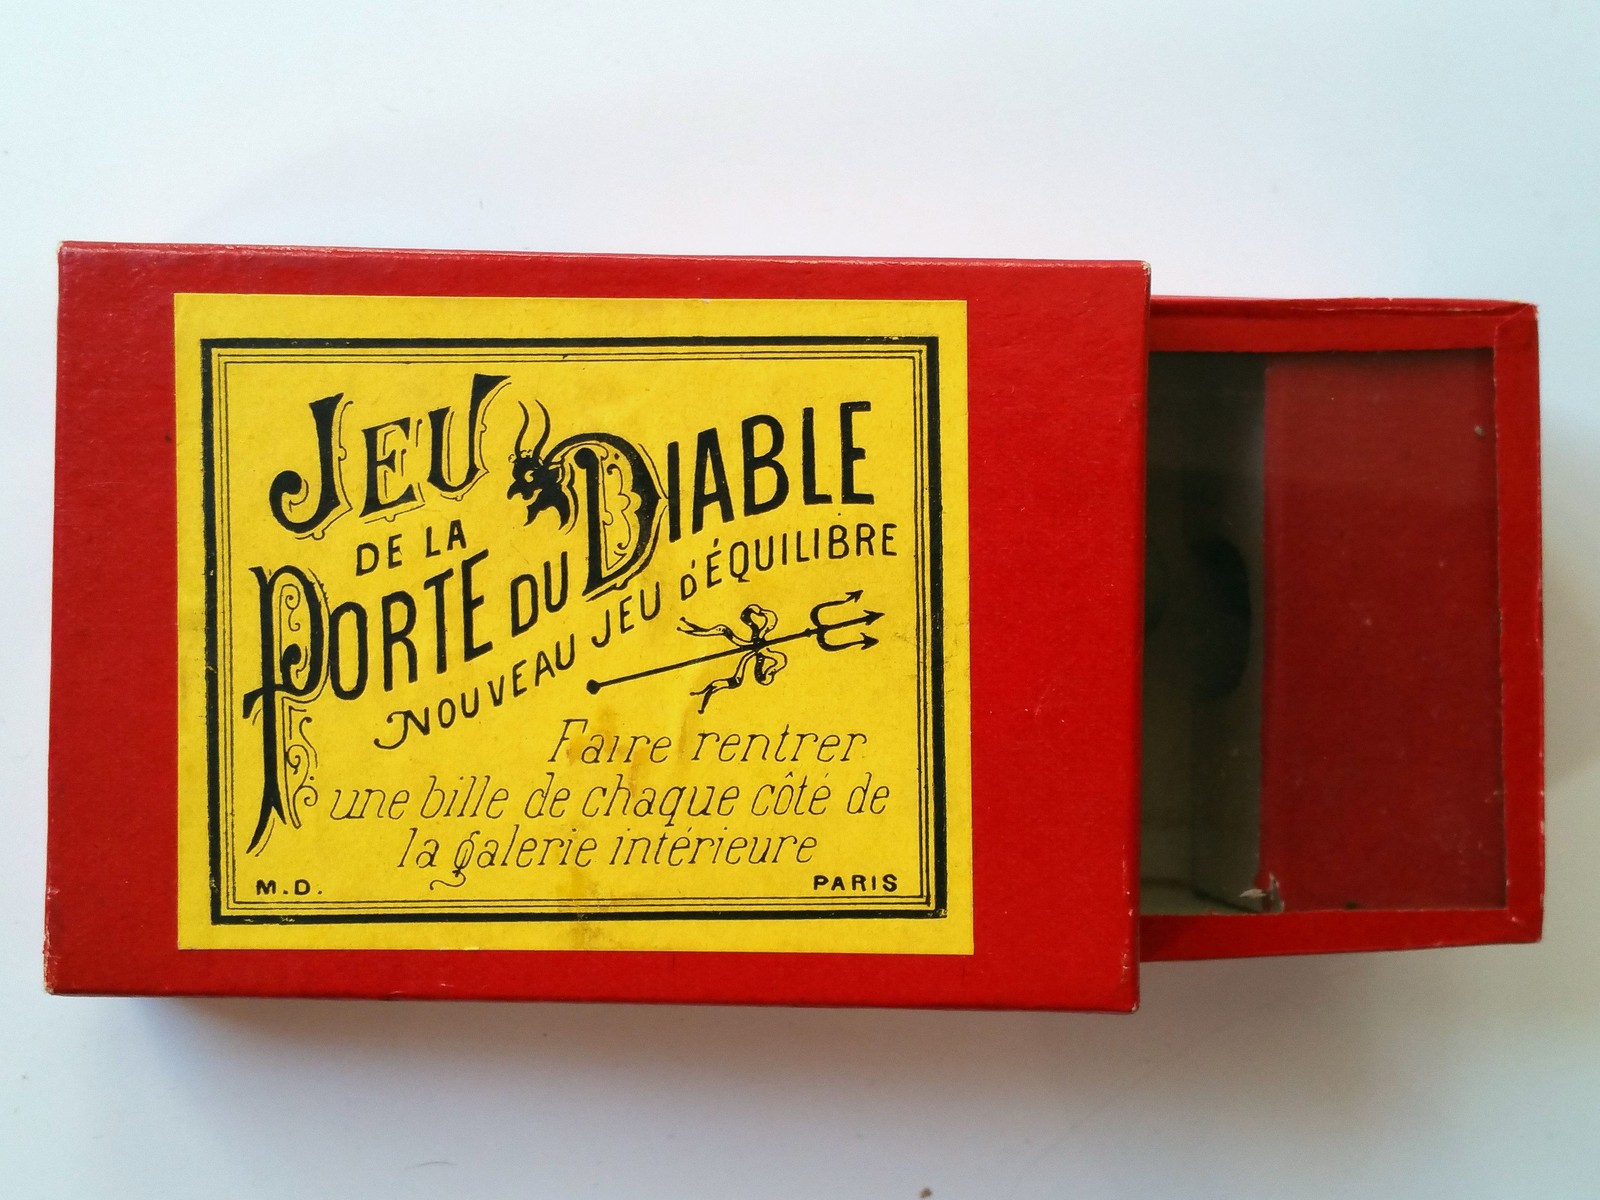 JEU
DE LA
PORTE DU DIABLE
NOUVEAU JEU D'ÉQUILIBRE
Faire rentrer
une bille de chaque côté de
la galerie intérieure
M.D. PARIS